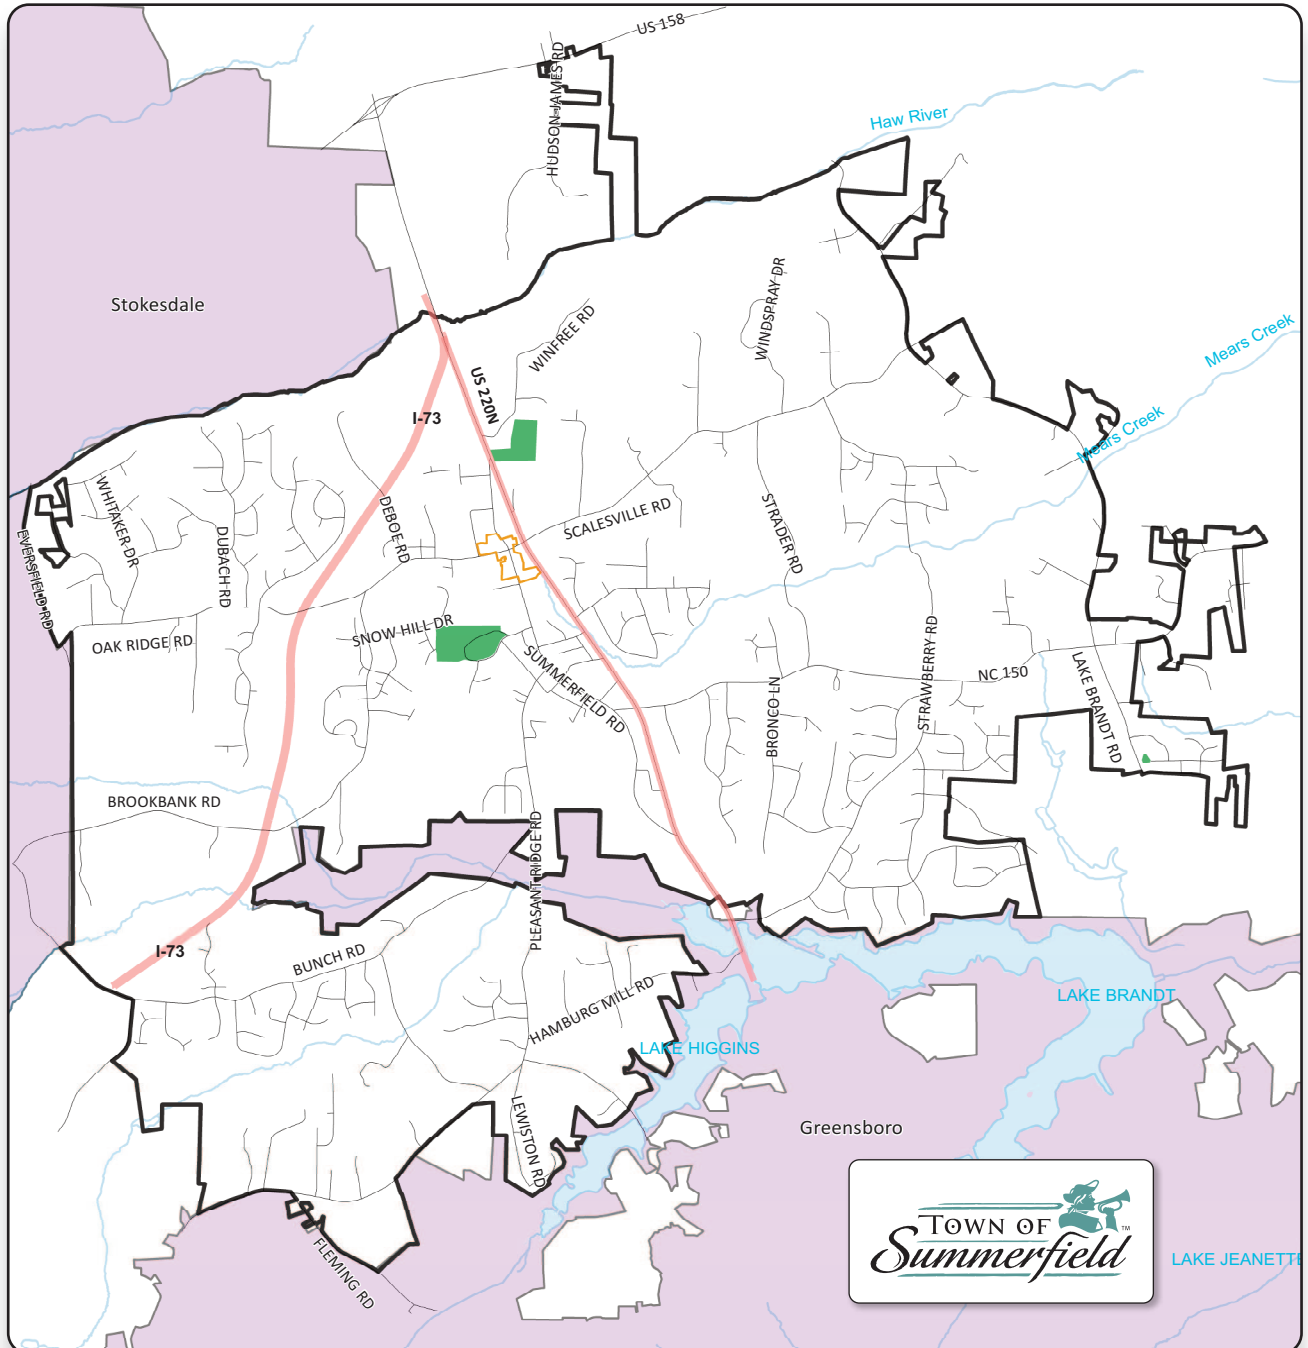 US 158
HUDSON-JAMES RD
Haw River
Stokesdale
WINDSPRAY DR
WINFREE RD
Mears Creek
US 220N
I-73
Mears Creek
WHITAKER DR
DUBACH RD
DEBOE RD
SCALESVILLE RD
STRADER RD
EVERSFIELD RD
OAK RIDGE RD
SNOW HILL DR
SUMMERFIELD RD
STRAWBERRY RD
NC 150
LAKE BRANDT RD
BRONCO LN
BROOKBANK RD
PLEASANT RIDGE RD
I-73
BUNCH RD
HAMBURG MILL RD
LAKE BRANDT
LAKE HIGGINS
LEWISTON RD
Greensboro
TOWN OF
Summerfield
TM
FLEMING RD
LAKE JEANETTE